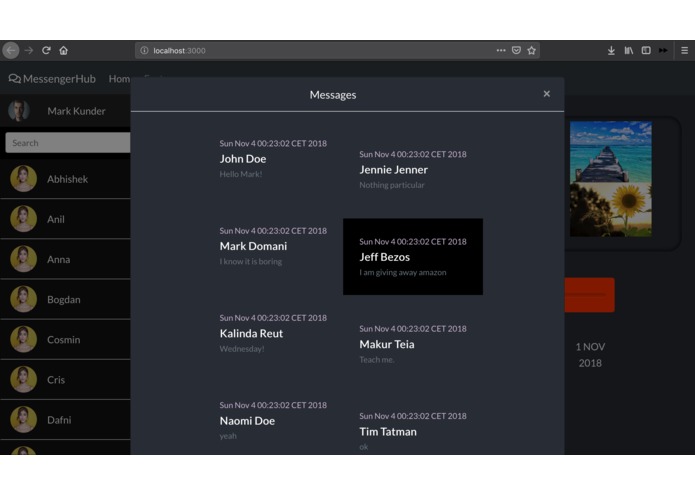 localhost:3000
MessengerHub
Messages
×
Mark Kunder
Search
Abhishek
Anil
Anna
Bogdan
Cosmin
Cris
Dafni
Sun Nov 4 00:23:02 CET 2018
John Doe
Hello Mark!
Sun Nov 4 00:23:02 CET 2018
Jennie Jenner
Nothing particular
Sun Nov 4 00:23:02 CET 2018
Mark Domani
I know it is boring
Sun Nov 4 00:23:02 CET 2018
Jeff Bezos
I am giving away amazon
Sun Nov 4 00:23:02 CET 2018
Kalinda Reut
Wednesday!
Sun Nov 4 00:23:02 CET 2018
Makur Teia
Teach me.
Sun Nov 4 00:23:02 CET 2018
Naomi Doe
yeah
Sun Nov 4 00:23:02 CET 2018
Tim Tatman
ok
1 NOV
2018